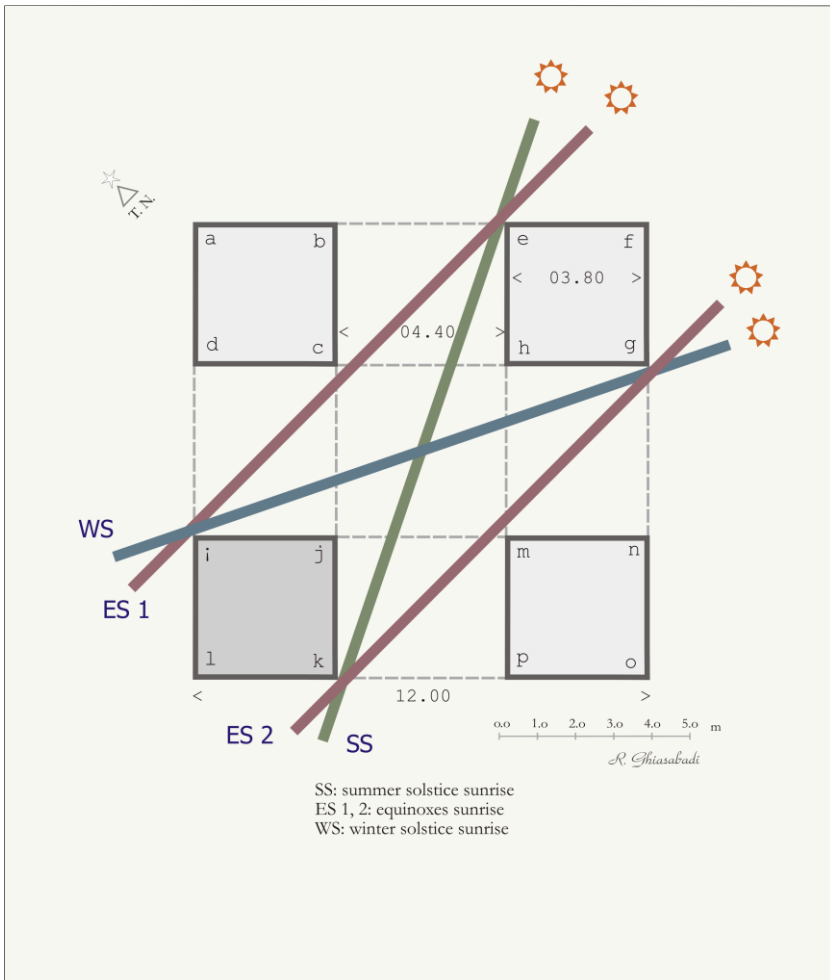 T. N.
a b e f
< 03.80 >
< 04.40 >
d c h g
WS
i j m n
ES 1
l k p o
< 12.00 >
ES 2 SS
0.0 1.0 2.0 3.0 4.0 5.0 m
R. Ghiasabadi
SS: summer solstice sunrise
ES 1, 2: equinoxes sunrise
WS: winter solstice sunrise